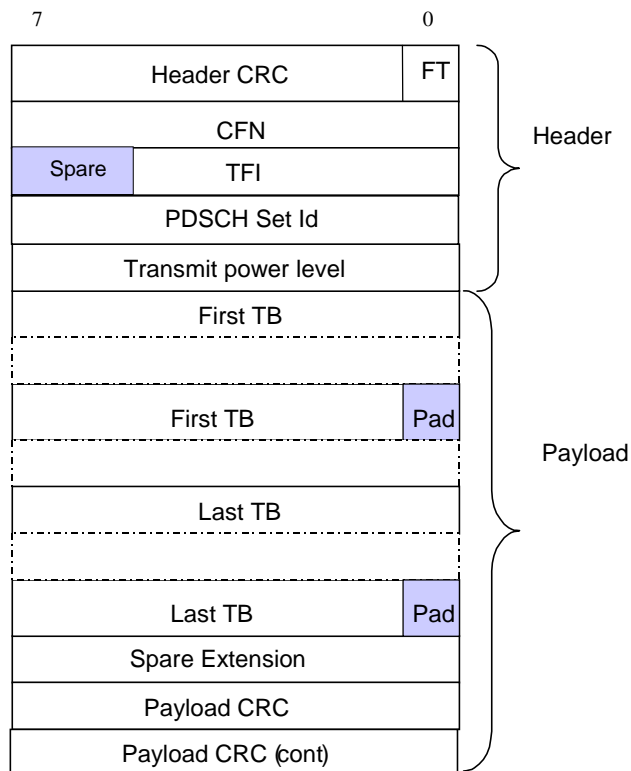 7 0
Header CRC FT
CFN
Header
Spare TFI
PDSCH Set Id
Transmit power level
First TB
First TB Pad
Payload
Last TB
Last TB Pad
Spare Extension
Payload CRC
Payload CRC (cont)